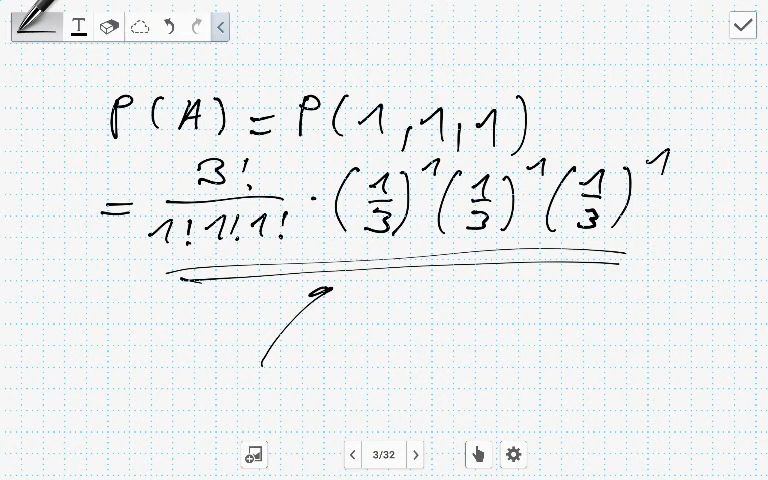 T
P(A) = P(1,1,1)
= 3!/(1!1!1!) · (1/3)^1 (1/3)^1 (1/3)^1
3/32